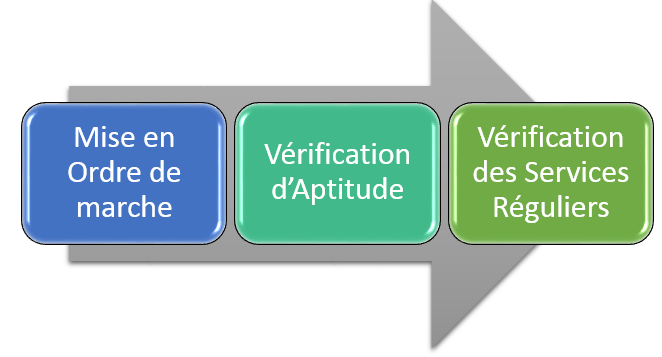 Mise en
Ordre de
marche
Vérification
d’Aptitude
Vérification
des Services
Réguliers